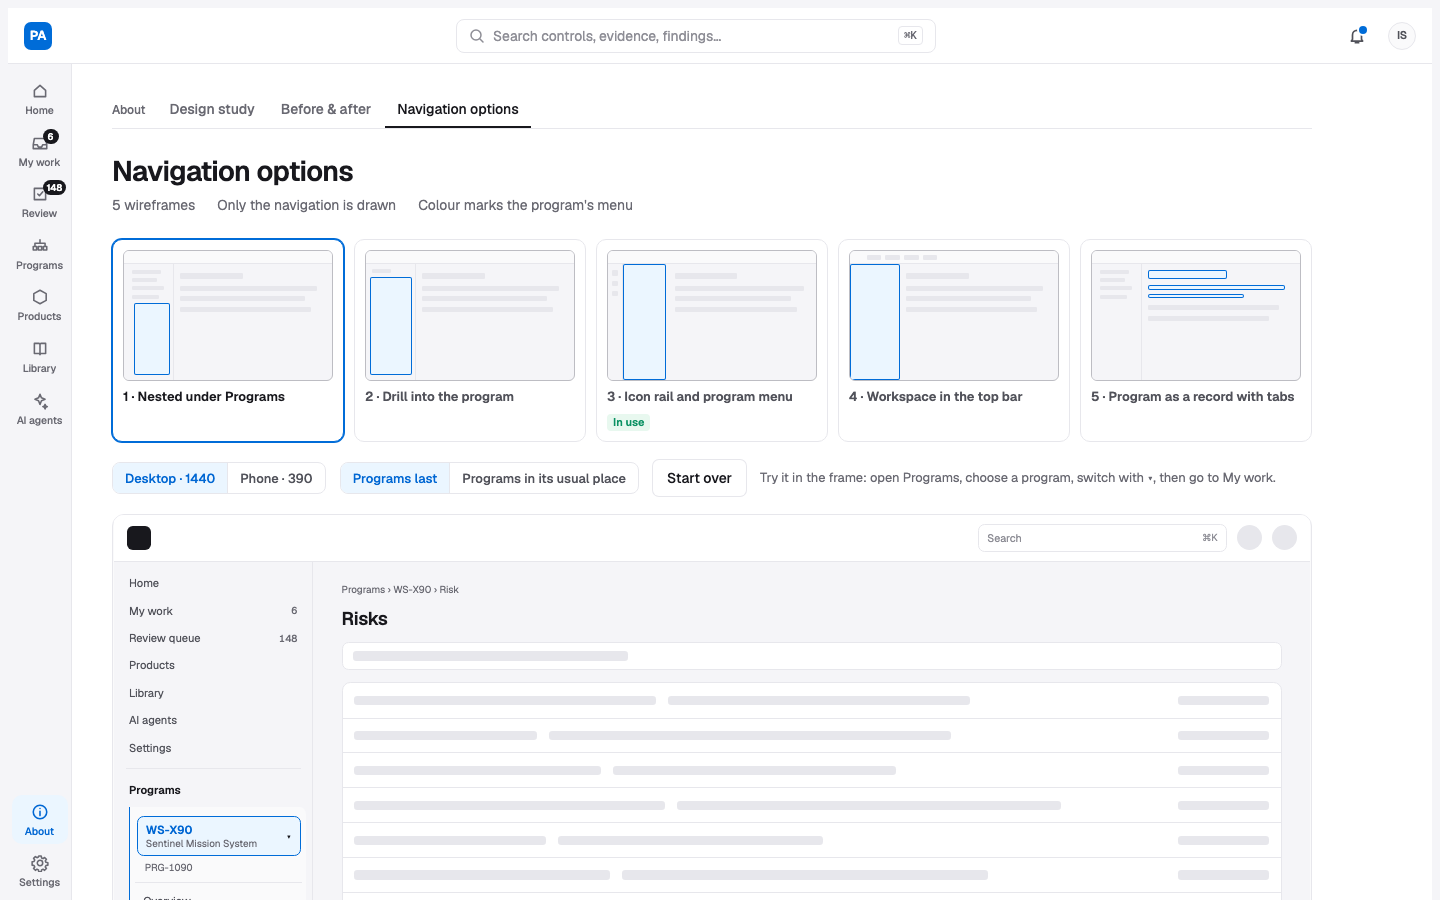 PA
Search controls, evidence, findings...
⌘K
IS
Home
6
My work
148
Review
Programs
Products
Library
AI agents
About
Settings
About
Design study
Before & after
Navigation options
Navigation options
5 wireframes
Only the navigation is drawn
Colour marks the program's menu
1 · Nested under Programs
2 · Drill into the program
3 · Icon rail and program menu
In use
4 · Workspace in the top bar
5 · Program as a record with tabs
Desktop · 1440
Phone · 390
Programs last
Programs in its usual place
Start over
Try it in the frame: open Programs, choose a program, switch with ▾, then go to My work.
Search
⌘K
Home
My work 6
Review queue 148
Products
Library
AI agents
Settings
Programs
WS-X90
Sentinel Mission System
▾
PRG-1090
Overview
Programs › WS-X90 › Risk
Risks